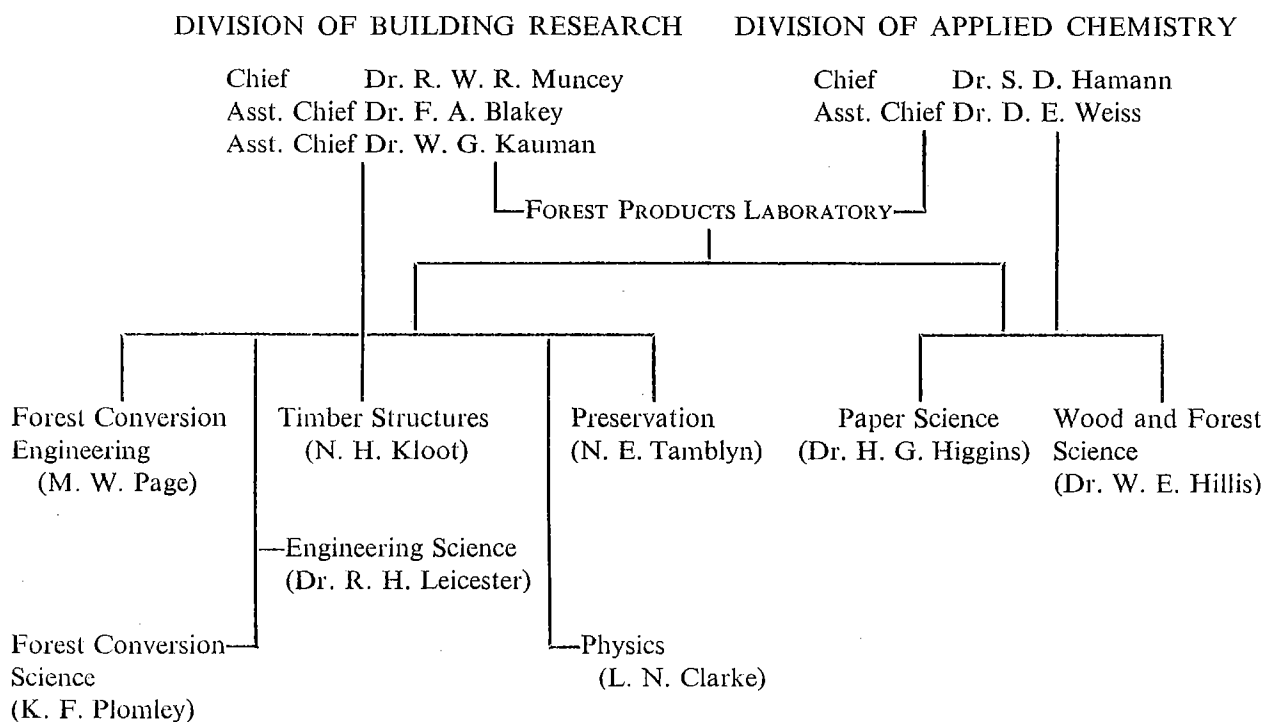 DIVISION OF BUILDING RESEARCH
Chief Dr. R. W. R. Muncey
Asst. Chief Dr. F. A. Blakey
Asst. Chief Dr. W. G. Kauman
DIVISION OF APPLIED CHEMISTRY
Chief Dr. S. D. Hamann
Asst. Chief Dr. D. E. Weiss
FOREST PRODUCTS LABORATORY
Forest Conversion
Engineering
(M. W. Page)
Timber Structures
(N. H. Kloot)
Preservation
(N. E. Tamblyn)
Paper Science
(Dr. H. G. Higgins)
Wood and Forest
Science
(Dr. W. E. Hillis)
Engineering Science
(Dr. R. H. Leicester)
Forest Conversion
Science
(K. F. Plomley)
Physics
(L. N. Clarke)